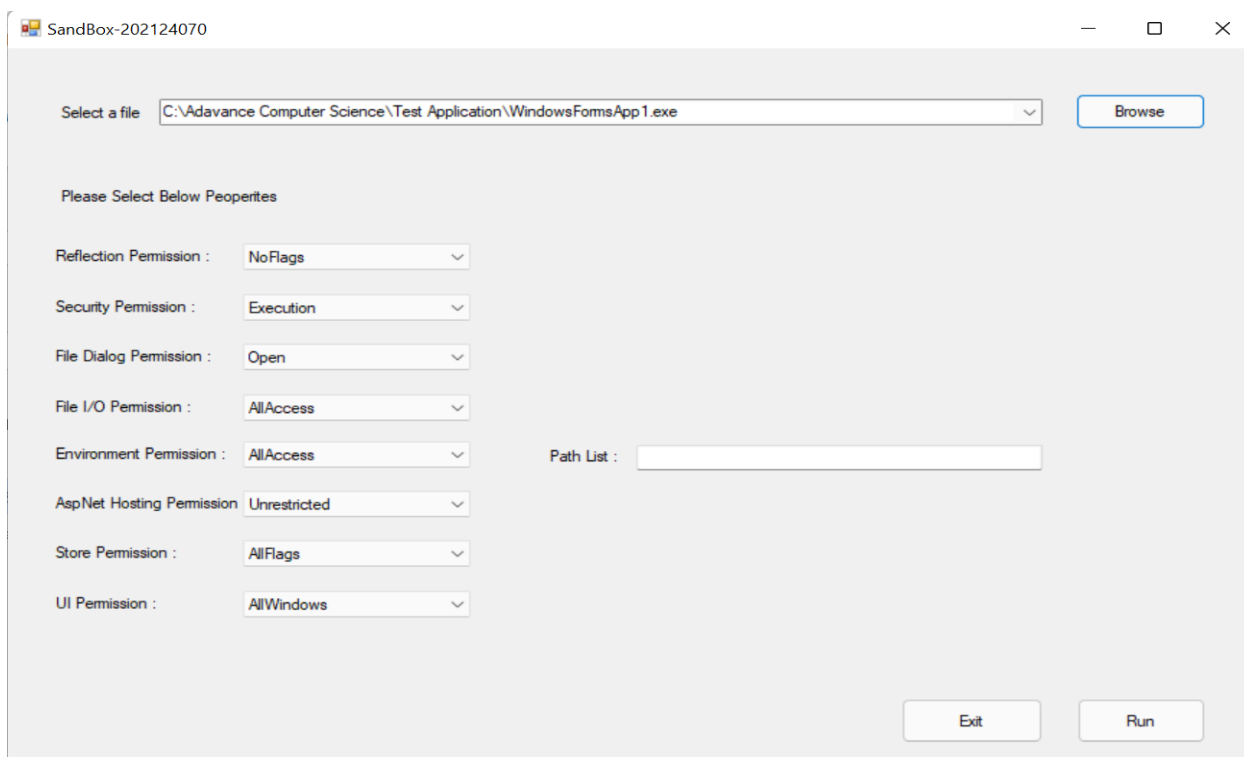 SandBox-202124070
Select a file C:\Adavance Computer Science\Test Application\WindowsFormsApp1.exe Browse
Please Select Below Peoperites
Reflection Permission : NoFlags
Security Permission : Execution
File Dialog Permission : Open
File I/O Permission : AllAccess
Environment Permission : AllAccess Path List :
AspNet Hosting Permission Unrestricted
Store Permission : AllFlags
UI Permission : AllWindows
Exit Run